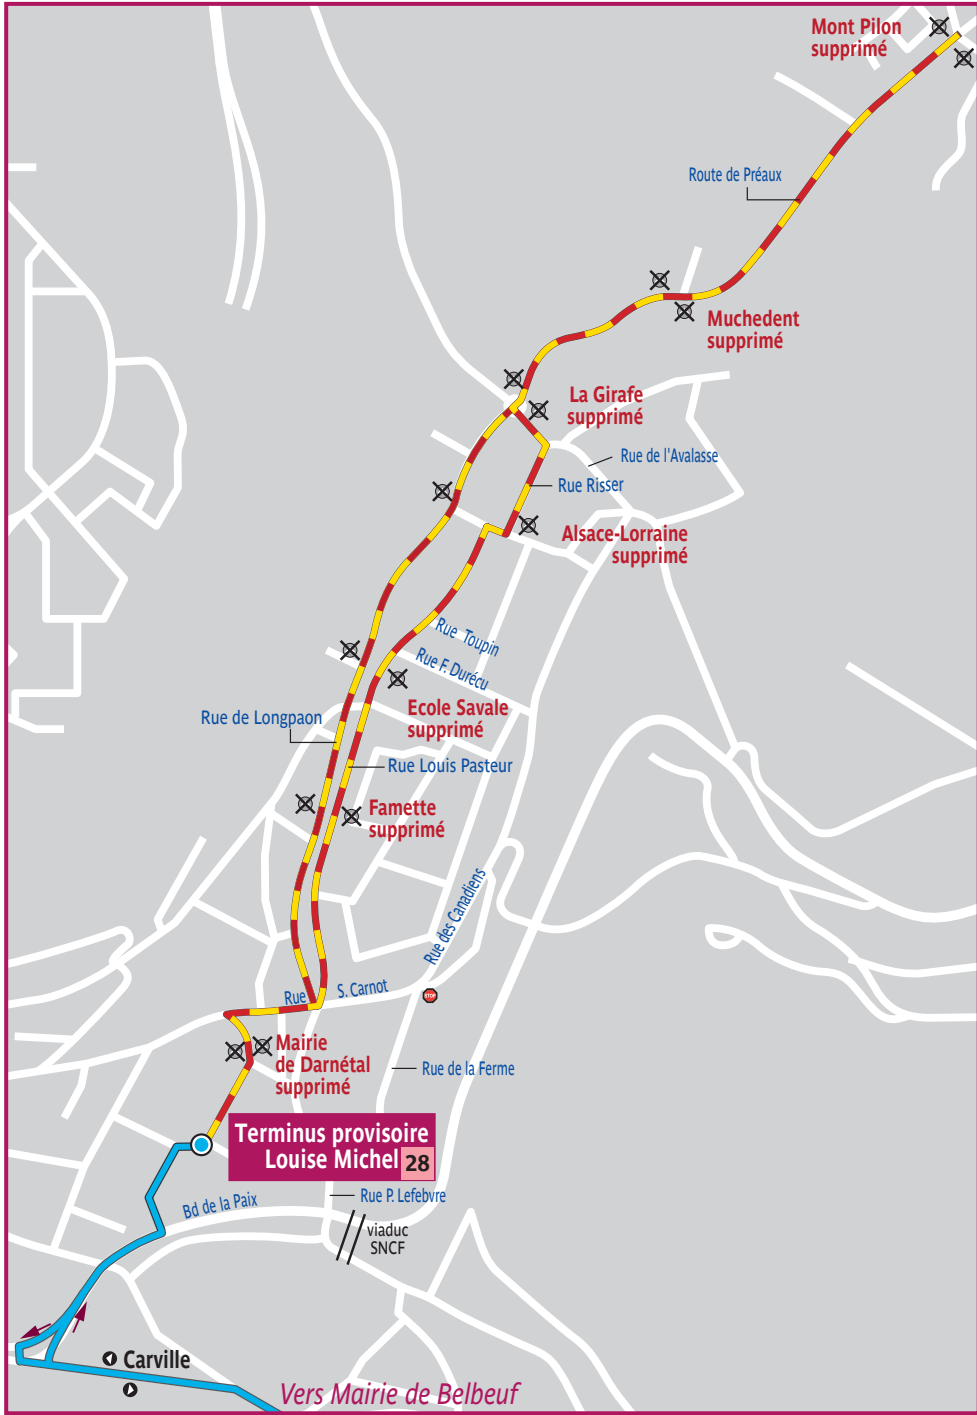 Mont Pilon
supprimé
Route de Préaux
Muchedent
supprimé
La Girafe
supprimé
Rue de l'Avalasse
Rue Risser
Alsace-Lorraine
supprimé
Rue Toupin
Rue F. Durécu
Ecole Savale
supprimé
Rue de Longpaon
Rue Louis Pasteur
Famette
supprimé
Rue des Canadiens
Rue S. Carnot
STOP
Mairie
de Darnétal
supprimé
Rue de la Ferme
Terminus provisoire
Louise Michel 28
Rue P. Lefebvre
Bd de la Paix
viaduc
SNCF
Carville
Vers Mairie de Belbeuf